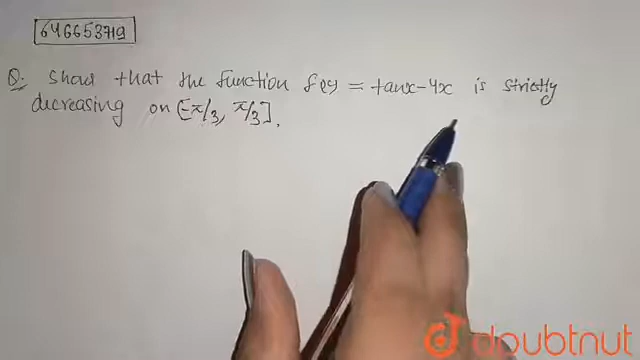 646653719
Q. Show that the function f(x) = tanx-4x is strictly
decreasing on [-π/3, π/3].
doubtnut